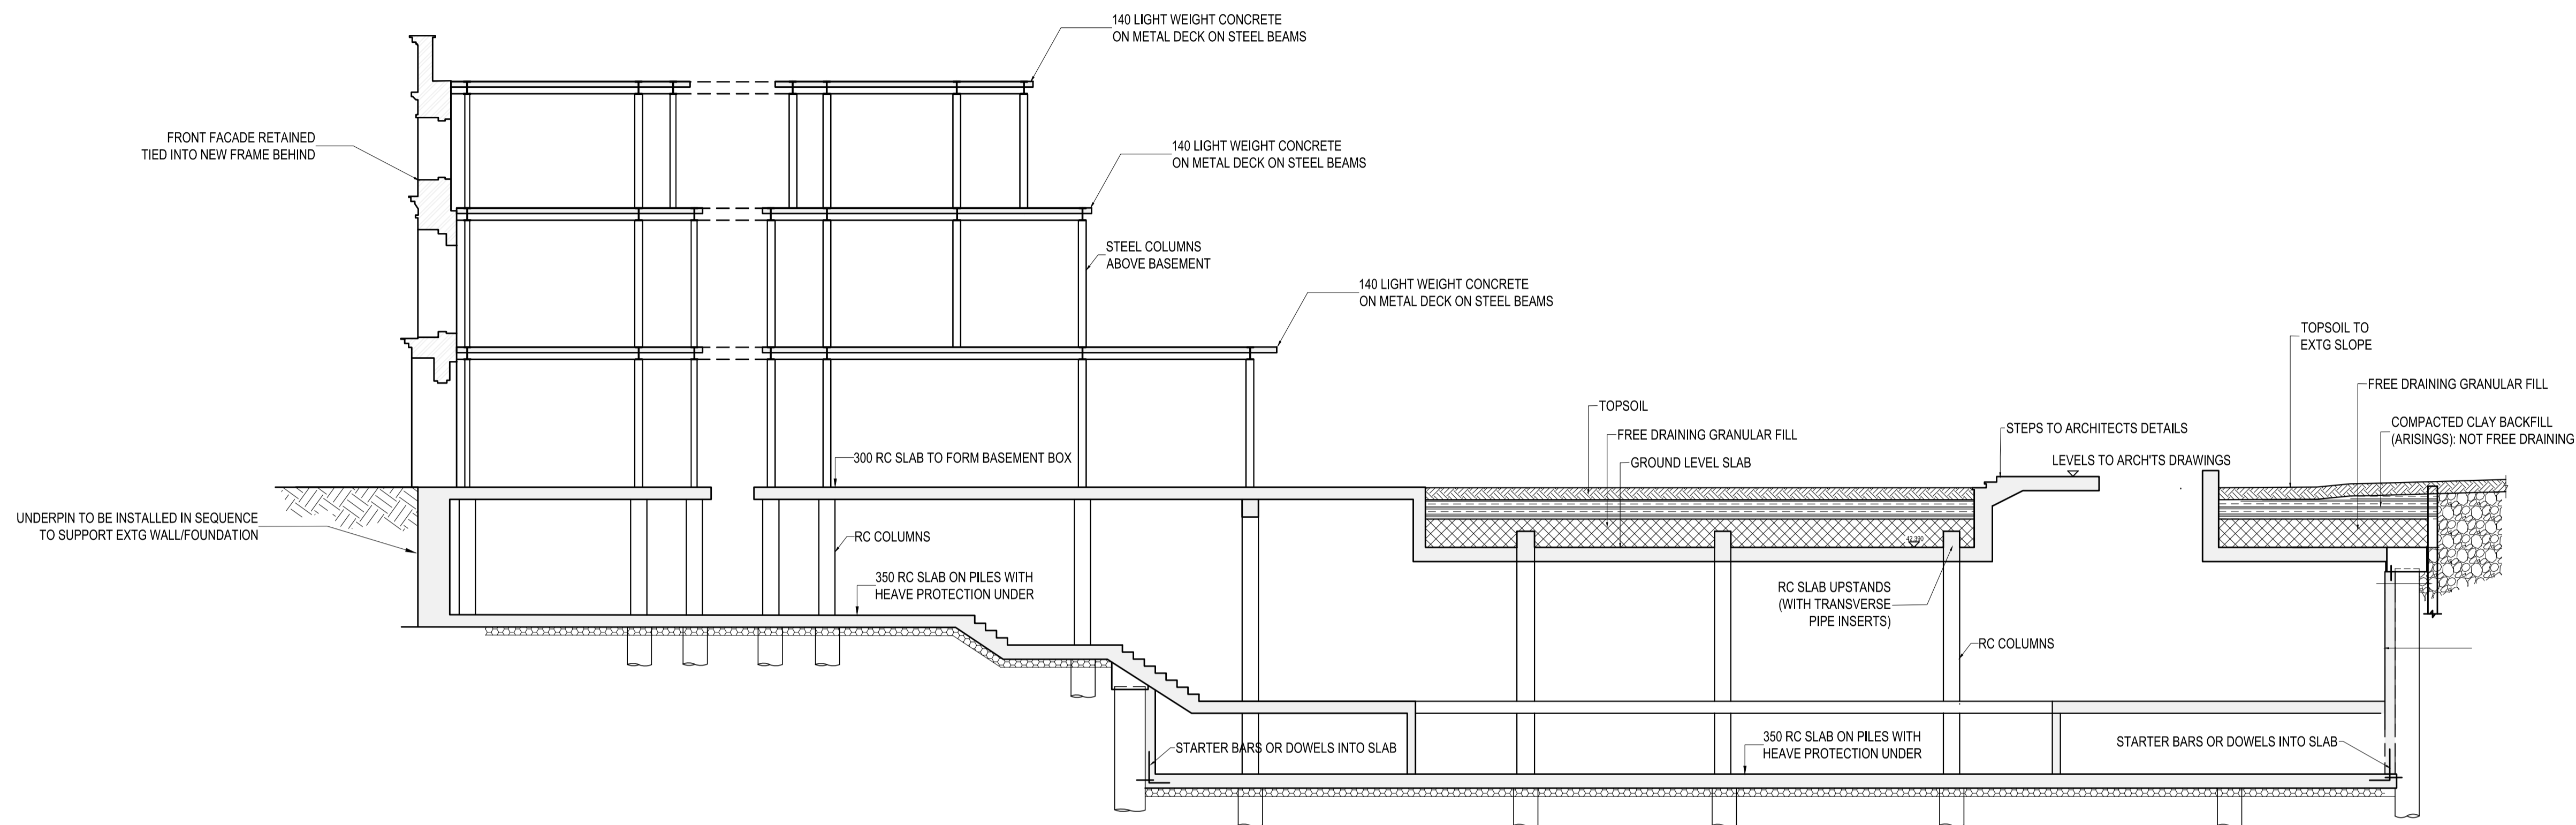 140 LIGHT WEIGHT CONCRETE
ON METAL DECK ON STEEL BEAMS
FRONT FACADE RETAINED
TIED INTO NEW FRAME BEHIND
140 LIGHT WEIGHT CONCRETE
ON METAL DECK ON STEEL BEAMS
STEEL COLUMNS
ABOVE BASEMENT
140 LIGHT WEIGHT CONCRETE
ON METAL DECK ON STEEL BEAMS
TOPSOIL TO
EXTG SLOPE
FREE DRAINING GRANULAR FILL
COMPACTED CLAY BACKFILL
(ARISINGS): NOT FREE DRAINING
TOPSOIL
FREE DRAINING GRANULAR FILL
GROUND LEVEL SLAB
STEPS TO ARCHITECTS DETAILS
LEVELS TO ARCH'TS DRAWINGS
300 RC SLAB TO FORM BASEMENT BOX
UNDERPIN TO BE INSTALLED IN SEQUENCE
TO SUPPORT EXTG WALL/FOUNDATION
RC COLUMNS
47.390
350 RC SLAB ON PILES WITH
HEAVE PROTECTION UNDER
RC SLAB UPSTANDS
(WITH TRANSVERSE
PIPE INSERTS)
RC COLUMNS
STARTER BARS OR DOWELS INTO SLAB
350 RC SLAB ON PILES WITH
HEAVE PROTECTION UNDER
STARTER BARS OR DOWELS INTO SLAB